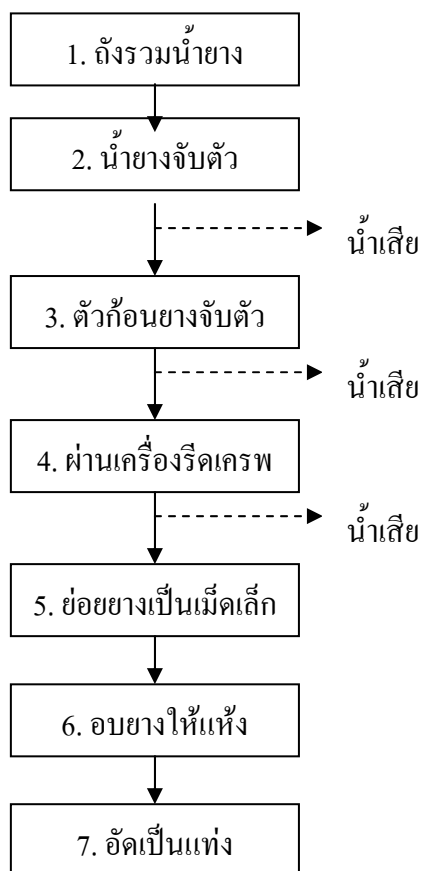 1. ถังรวมน้ำยาง
2. น้ำยางจับตัว
น้ำเสีย
3. ตัวก้อนยางจับตัว
น้ำเสีย
4. ผ่านเครื่องรีดเครพ
น้ำเสีย
5. ย่อยยางเป็นเม็ดเล็ก
6. อบยางให้แห้ง
7. อัดเป็นแท่ง